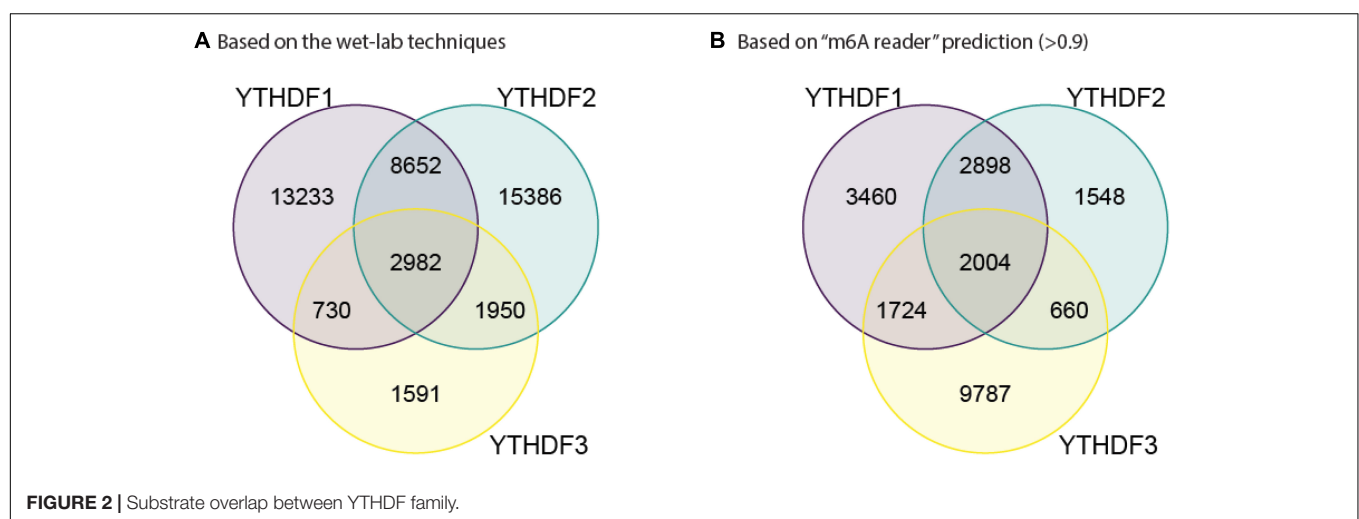 A Based on the wet-lab techniques
YTHDF1
YTHDF2
8652
13233
15386
2982
730
1950
1591
YTHDF3
B Based on “m6A reader” prediction (>0.9)
YTHDF1
YTHDF2
2898
3460
1548
2004
1724
660
9787
YTHDF3
FIGURE 2 | Substrate overlap between YTHDF family.